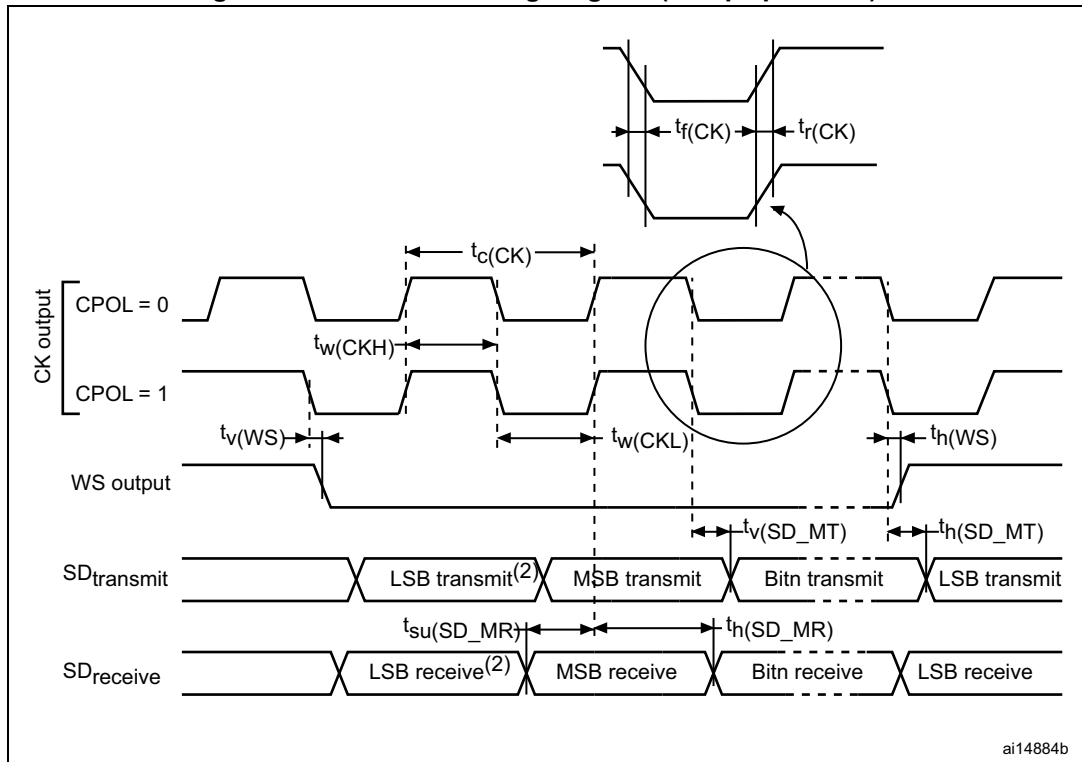 tf(CK)
tr(CK)
tc(CK)
CK output
CPOL = 0
tw(CKH)
CPOL = 1
tv(WS)
tw(CKL)
th(WS)
WS output
tv(SD_MT)
th(SD_MT)
SDtransmit
LSB transmit(2)
MSB transmit
Bitn transmit
LSB transmit
tsu(SD_MR)
th(SD_MR)
SDreceive
LSB receive(2)
MSB receive
Bitn receive
LSB receive
ai14884b